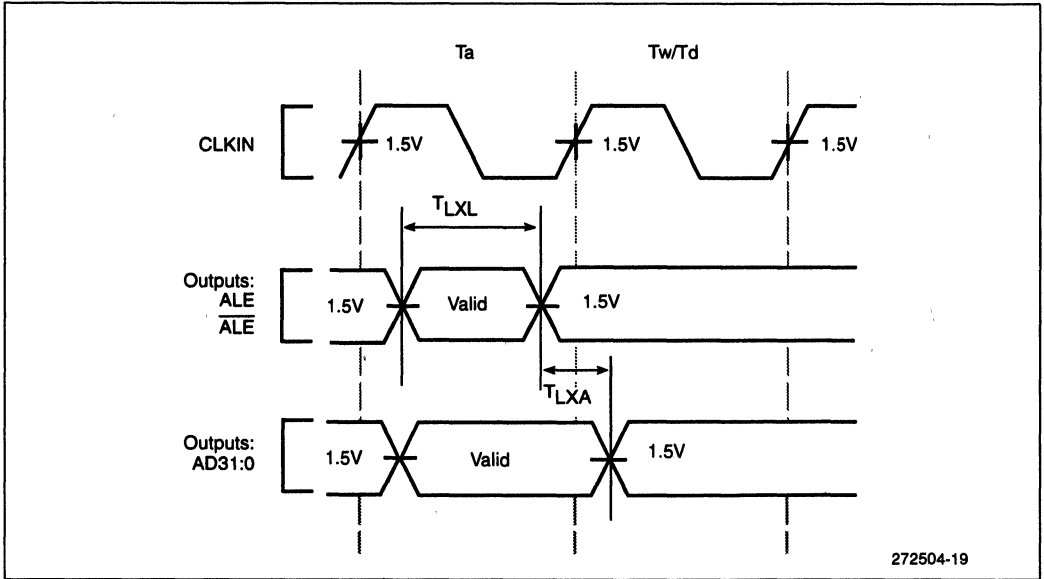 Ta Tw/Td
CLKIN 1.5V 1.5V 1.5V
TLXL
Outputs:
ALE 1.5V Valid 1.5V
ALE
TLXA
Outputs:
AD31:0 1.5V Valid 1.5V
272504-19